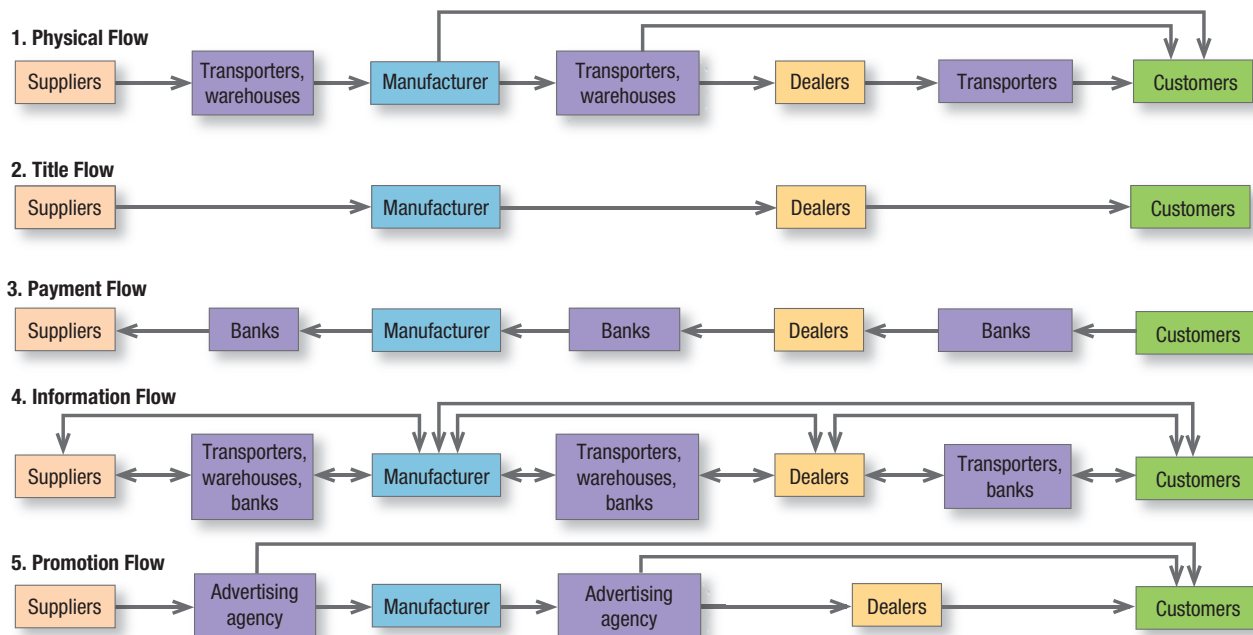 1. Physical Flow
Suppliers
Transporters,
warehouses
Manufacturer
Transporters,
warehouses
Dealers
Transporters
Customers
2. Title Flow
Suppliers
Manufacturer
Dealers
Customers
3. Payment Flow
Suppliers
Banks
Manufacturer
Banks
Dealers
Banks
Customers
4. Information Flow
Suppliers
Transporters,
warehouses,
banks
Manufacturer
Transporters,
warehouses,
banks
Dealers
Transporters,
banks
Customers
5. Promotion Flow
Suppliers
Advertising
agency
Manufacturer
Advertising
agency
Dealers
Customers